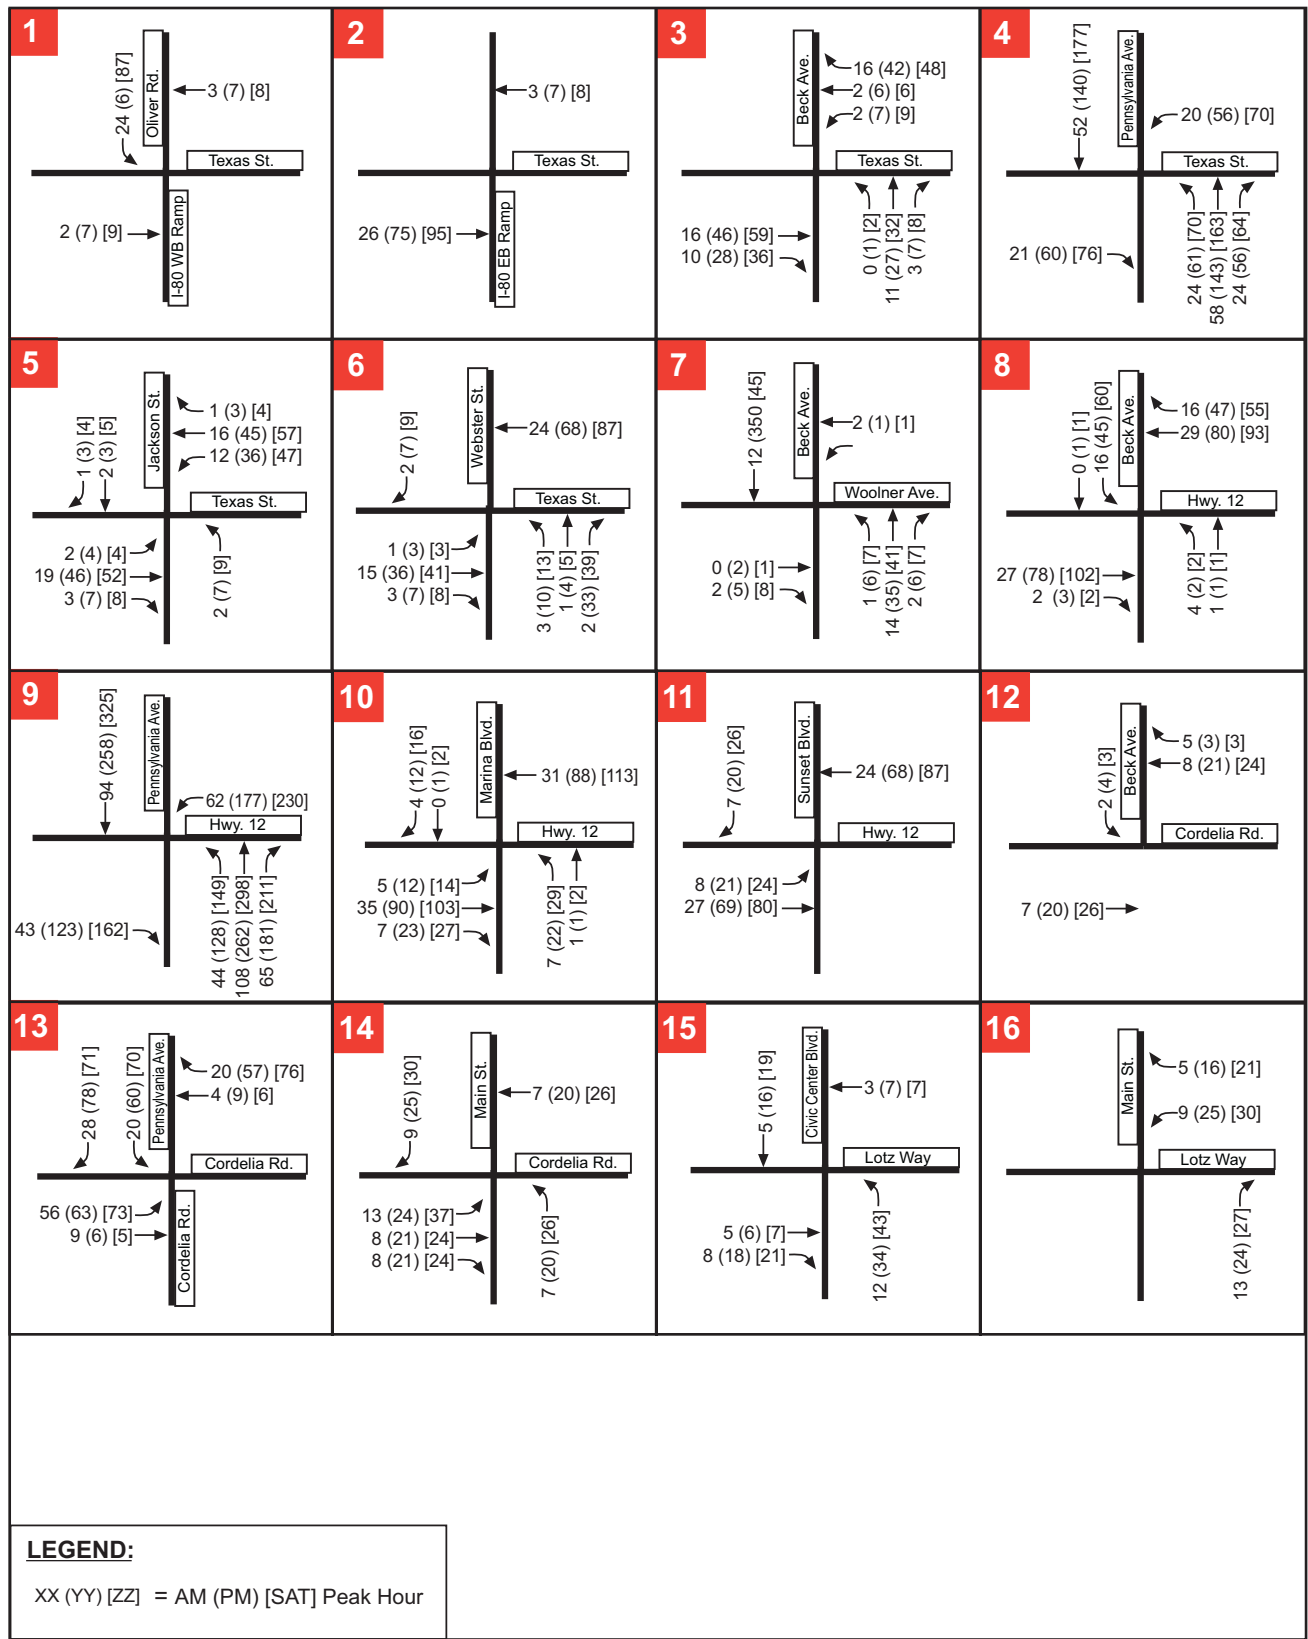 1
Oliver Rd.
24 (6) [87]
3 (7) [8]
Texas St.
I-80 WB Ramp
2 (7) [9]
2
3 (7) [8]
Texas St.
I-80 EB Ramp
26 (75) [95]
3
Beck Ave.
16 (42) [48]
2 (6) [6]
2 (7) [9]
Texas St.
16 (46) [59]
10 (28) [36]
0 (1) [2]
11 (27) [32]
3 (7) [8]
4
52 (140) [177]
Pennsylvania Ave.
20 (56) [70]
Texas St.
21 (60) [76]
24 (61) [70]
58 (143) [163]
24 (56) [64]
5
1 (3) [4]
2 (3) [5]
Jackson St.
1 (3) [4]
16 (45) [57]
12 (36) [47]
Texas St.
2 (4) [4]
19 (46) [52]
3 (7) [8]
2 (7) [9]
6
2 (7) [9]
Webster St.
24 (68) [87]
Texas St.
1 (3) [3]
15 (36) [41]
3 (7) [8]
3 (10) [13]
1 (4) [5]
2 (33) [39]
7
12 (350 [45]
Beck Ave.
2 (1) [1]
Woolner Ave.
0 (2) [1]
2 (5) [8]
1 (6) [7]
14 (35) [41]
2 (6) [7]
8
0 (1) [1]
16 (45) [60]
Beck Ave.
16 (47) [55]
29 (80) [93]
Hwy. 12
27 (78) [102]
2 (3) [2]
4 (2) [2]
1 (1) [1]
9
94 (258) [325]
Pennsylvania Ave.
62 (177) [230]
Hwy. 12
43 (123) [162]
44 (128) [149]
108 (262) [298]
65 (181) [211]
10
4 (12) [16]
0 (1) [2]
Marina Blvd.
31 (88) [113]
Hwy. 12
5 (12) [14]
35 (90) [103]
7 (23) [27]
7 (22) [29]
1 (1) [2]
11
7 (20) [26]
Sunset Blvd.
24 (68) [87]
Hwy. 12
8 (21) [24]
27 (69) [80]
12
2 (4) [3]
Beck Ave.
5 (3) [3]
8 (21) [24]
Cordelia Rd.
7 (20) [26]
13
28 (78) [71]
20 (60) [70]
Pennsylvania Ave.
20 (57) [76]
4 (9) [6]
Cordelia Rd.
56 (63) [73]
9 (6) [5]
Cordelia Rd.
14
9 (25) [30]
Main St.
7 (20) [26]
Cordelia Rd.
13 (24) [37]
8 (21) [24]
8 (21) [24]
7 (20) [26]
15
5 (16) [19]
Civic Center Blvd.
3 (7) [7]
Lotz Way
5 (6) [7]
8 (18) [21]
12 (34) [43]
16
Main St.
5 (16) [21]
9 (25) [30]
Lotz Way
13 (24) [27]
LEGEND:
XX (YY) [ZZ] = AM (PM) [SAT] Peak Hour